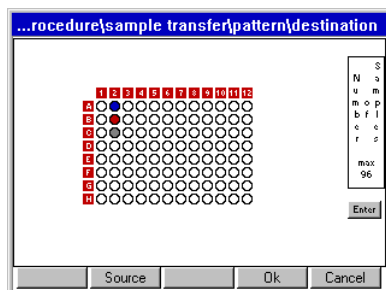 ...rocedure\sample transfer\pattern\destination
1 2 3 4 5 6 7 8 9 10 11 12
A
B
C
D
E
F
G
H
Number
of
Samples
max
96
Enter
Source
Ok
Cancel